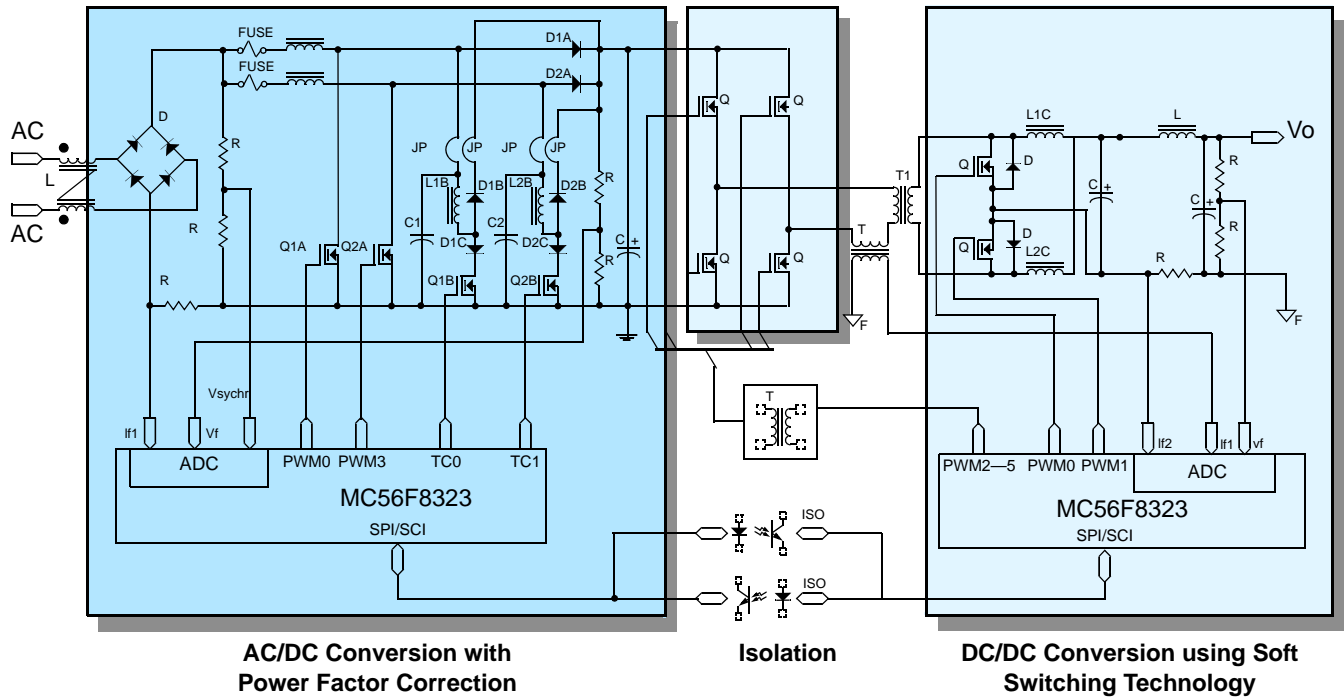 FUSE
D1A
FUSE
D2A
D
Q
Q
AC
L
AC
R
R
R
JP
JP
JP
JP
L1B
D1B
L2B
D2B
C1
C2
D1C
D2C
Q1A
Q2A
Q1B
Q2B
R
R
C +
Q
Q
T1
T
F
L1C
L
Vo
Q
D
C +
R
C +
Q
D
R
L2C
R
F
Vsychr
If1
Vf
ADC
PWM0
PWM3
TC0
TC1
MC56F8323
SPI/SCI
T
If2
If1
vf
PWM2—5
PWM0
PWM1
ADC
MC56F8323
SPI/SCI
ISO
ISO
AC/DC Conversion with
Power Factor Correction
Isolation
DC/DC Conversion using Soft
Switching Technology